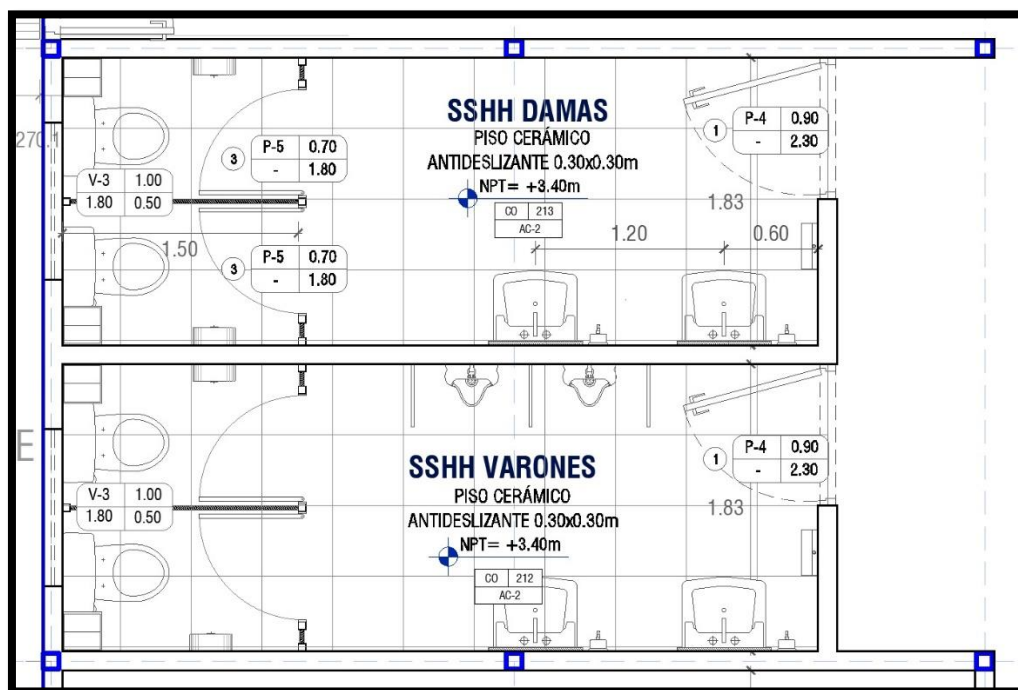 270.1
SSHH DAMAS
PISO CERÁMICO
ANTIDESLIZANTE 0.30x0.30m
NPT= +3.40m
CO 213
AC-2
1
P-4 0.90
- 2.30
3
P-5 0.70
- 1.80
V-3 1.00
1.80 0.50
1.83
1.50
3
P-5 0.70
- 1.80
1.20
0.60
E
SSHH VARONES
PISO CERÁMICO
ANTIDESLIZANTE 0.30x0.30m
NPT= +3.40m
CO 212
AC-2
1
P-4 0.90
- 2.30
V-3 1.00
1.80 0.50
1.83